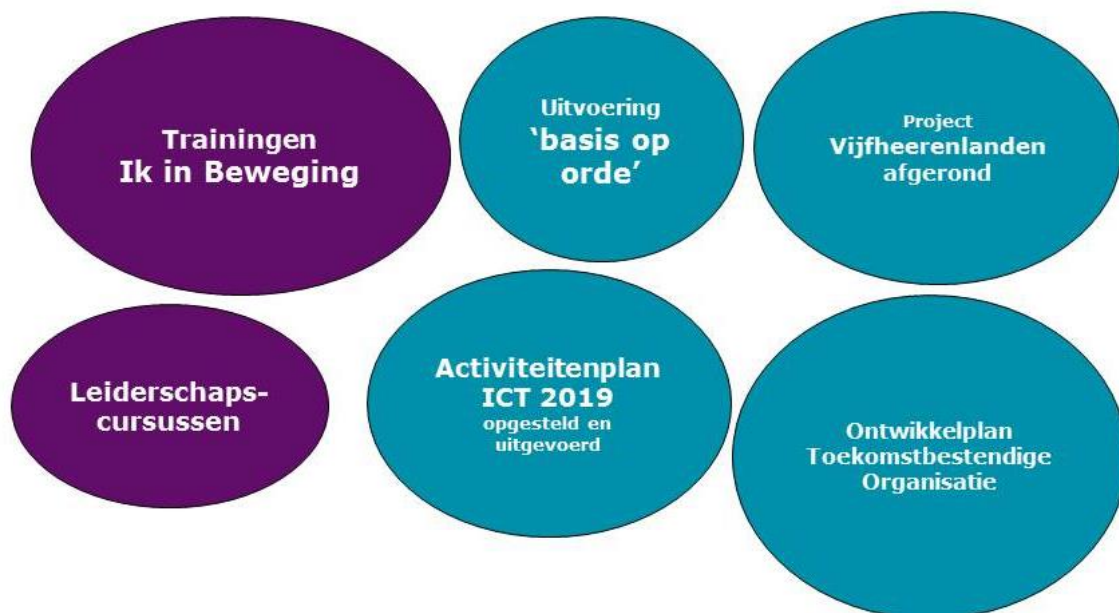 Trainingen
Ik in Beweging
Uitvoering
‘basis op
orde’
Project
Vijfheerenlanden
afgerond
Leiderschaps-
cursussen
Activiteitenplan
ICT 2019
opgesteld en
uitgevoerd
Ontwikkelplan
Toekomstbestendige
Organisatie